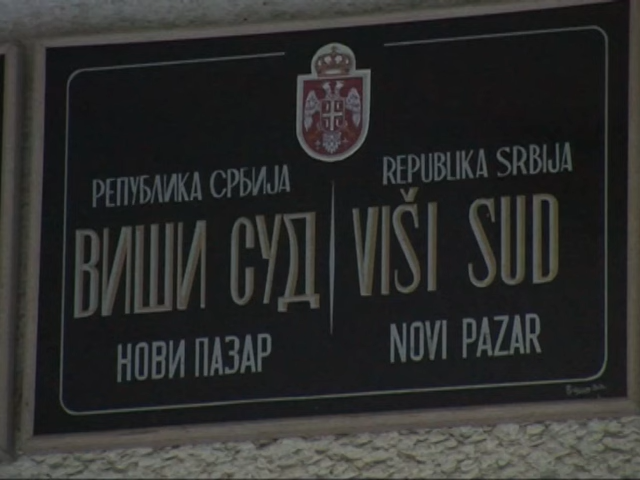 РЕПУБЛИКА СРБИЈА
ВИШИ СУД
НОВИ ПАЗАР
REPUBLIKA SRBIJA
VIŠI SUD
NOVI PAZAR